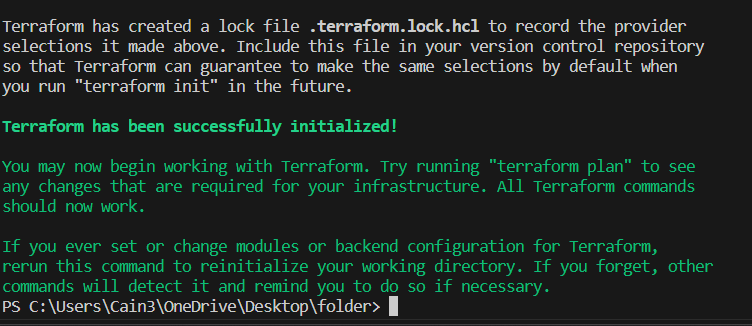 Terraform has created a lock file .terraform.lock.hcl to record the provider
selections it made above. Include this file in your version control repository
so that Terraform can guarantee to make the same selections by default when
you run "terraform init" in the future.
Terraform has been successfully initialized!
You may now begin working with Terraform. Try running "terraform plan" to see
any changes that are required for your infrastructure. All Terraform commands
should now work.
If you ever set or change modules or backend configuration for Terraform,
rerun this command to reinitialize your working directory. If you forget, other
commands will detect it and remind you to do so if necessary.
PS C:\Users\Cain3\OneDrive\Desktop\folder>